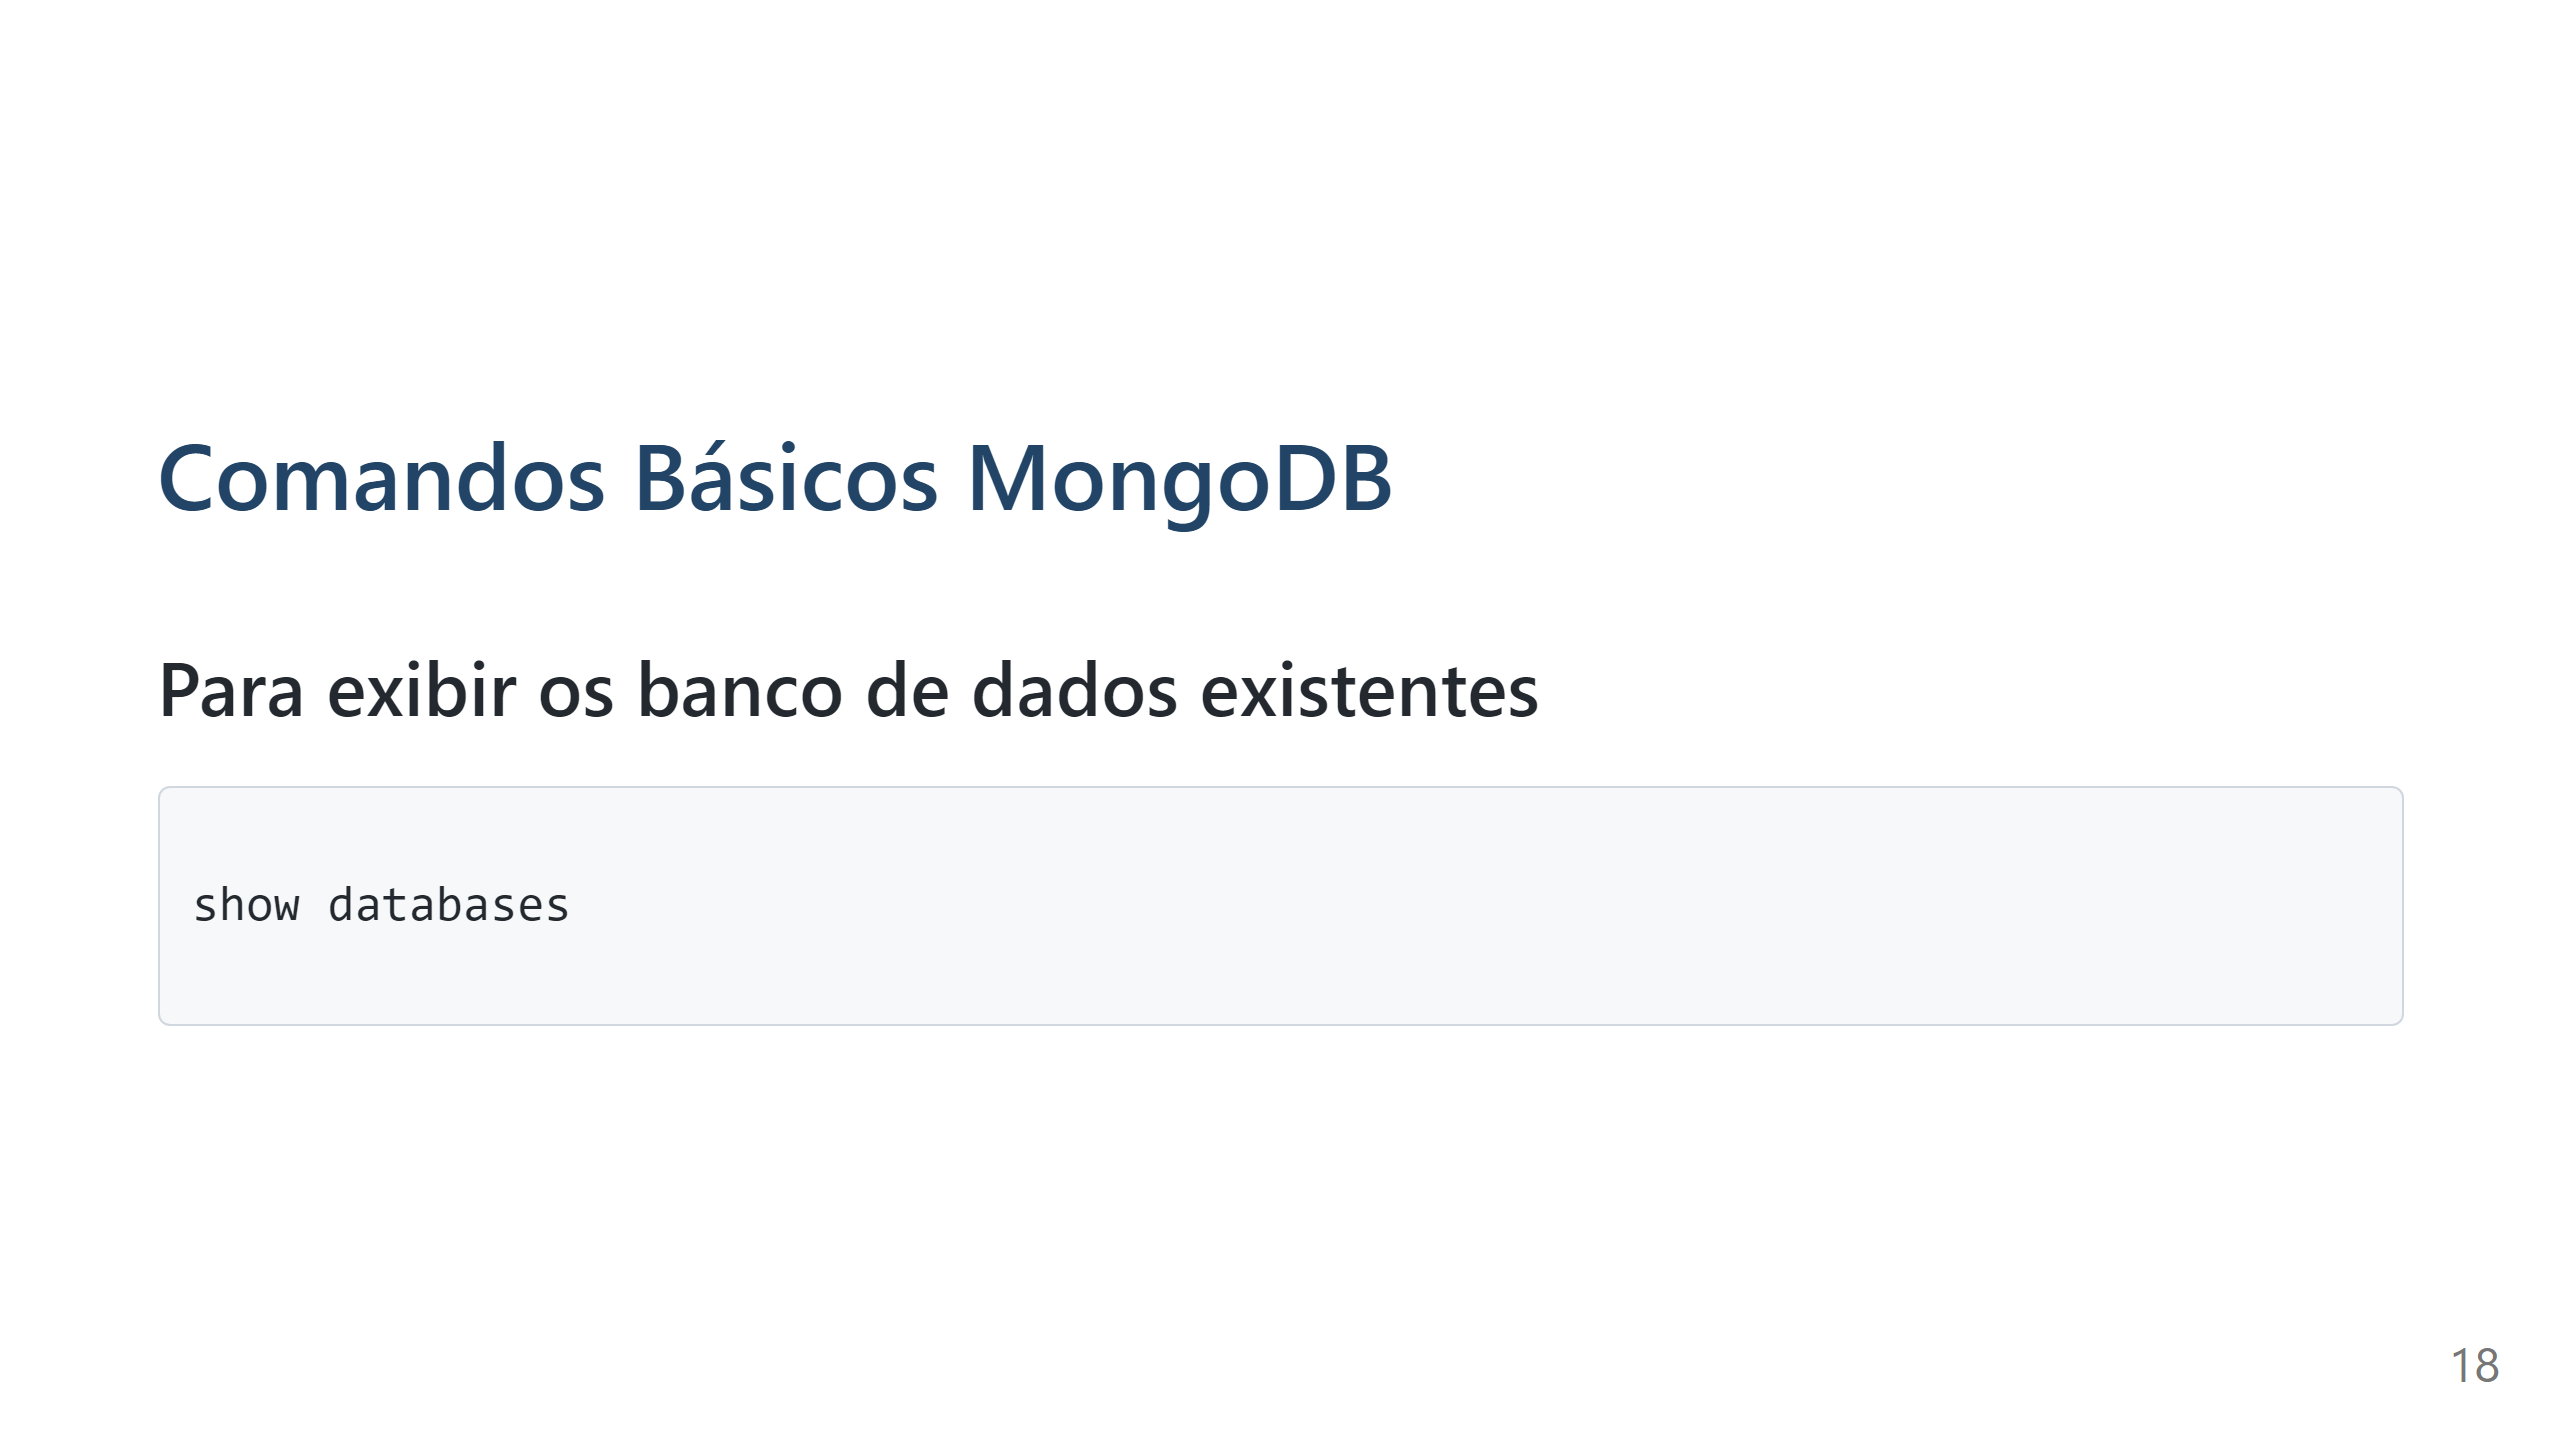 Comandos Básicos MongoDB
Para exibir os banco de dados existentes
show databases
18